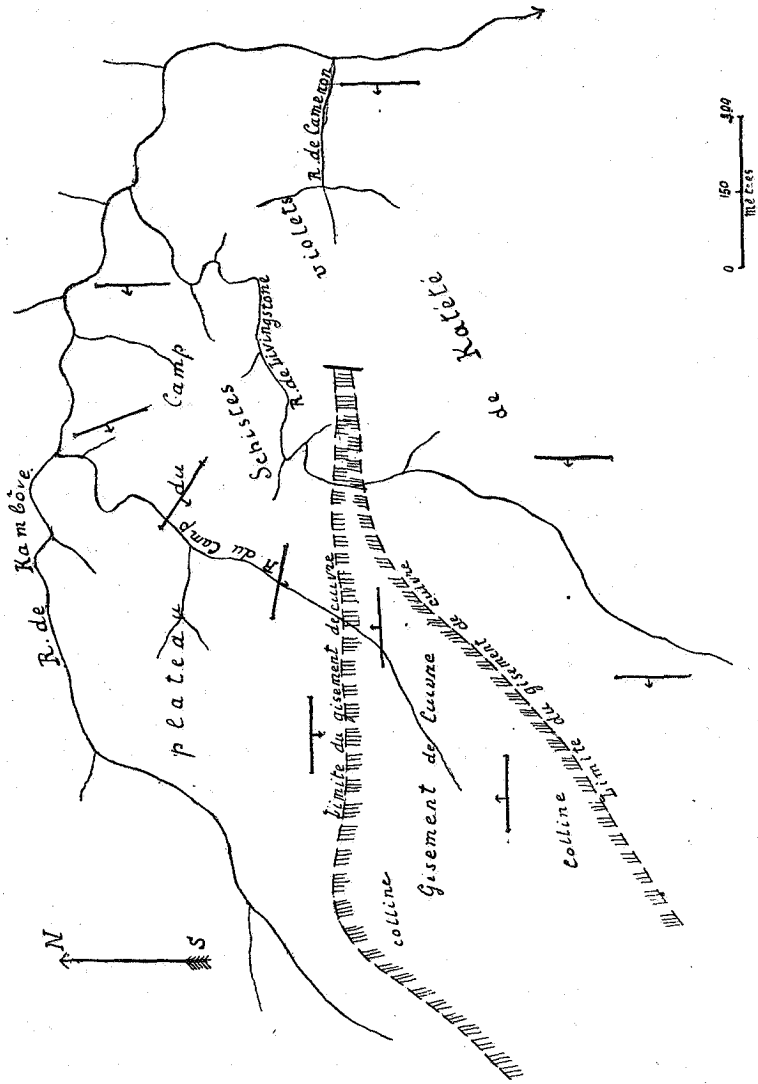 N
S
R. de Kambôve
plateau du Camp
R du Camp
Schistes violets de Katété
R. de Livingstone
R. de Cameron
Limite du gisement de cuivre
colline
Gisement de Cuivre
Limite du gisement de cuivre
colline
0 150 300
Mètres